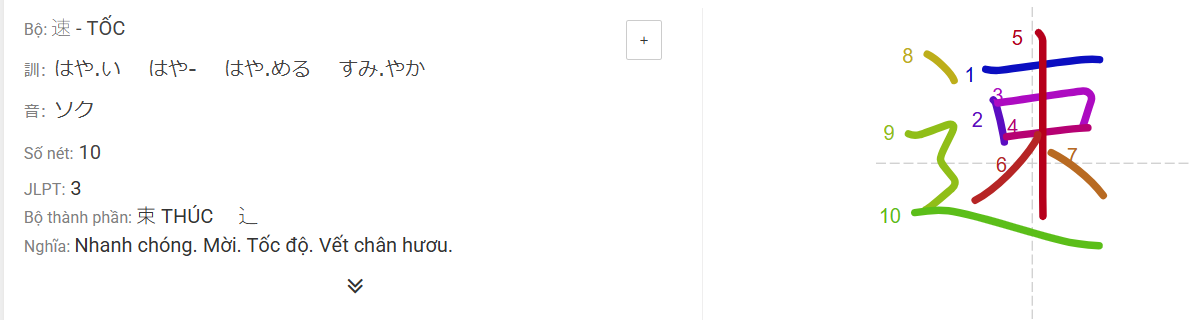 Bộ: 速 - TỐC
+
訓: はや.い はや- はや.める すみ.やか
音: ソク
Số nét: 10
JLPT: 3
Bộ thành phần: 束 THÚC 辶
Nghĩa: Nhanh chóng. Mời. Tốc độ. Vết chân hươu.
5
8
1
3
2
4
9
7
6
10
速